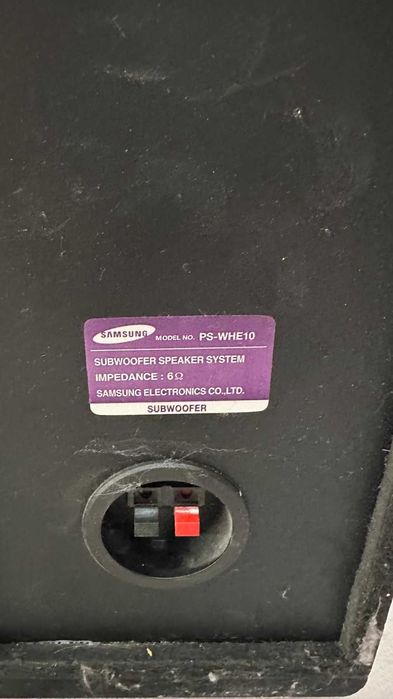 SAMSUNG MODEL NO. PS-WHE10
SUBWOOFER SPEAKER SYSTEM
IMPEDANCE : 6Ω
SAMSUNG ELECTRONICS CO.,LTD.
SUBWOOFER